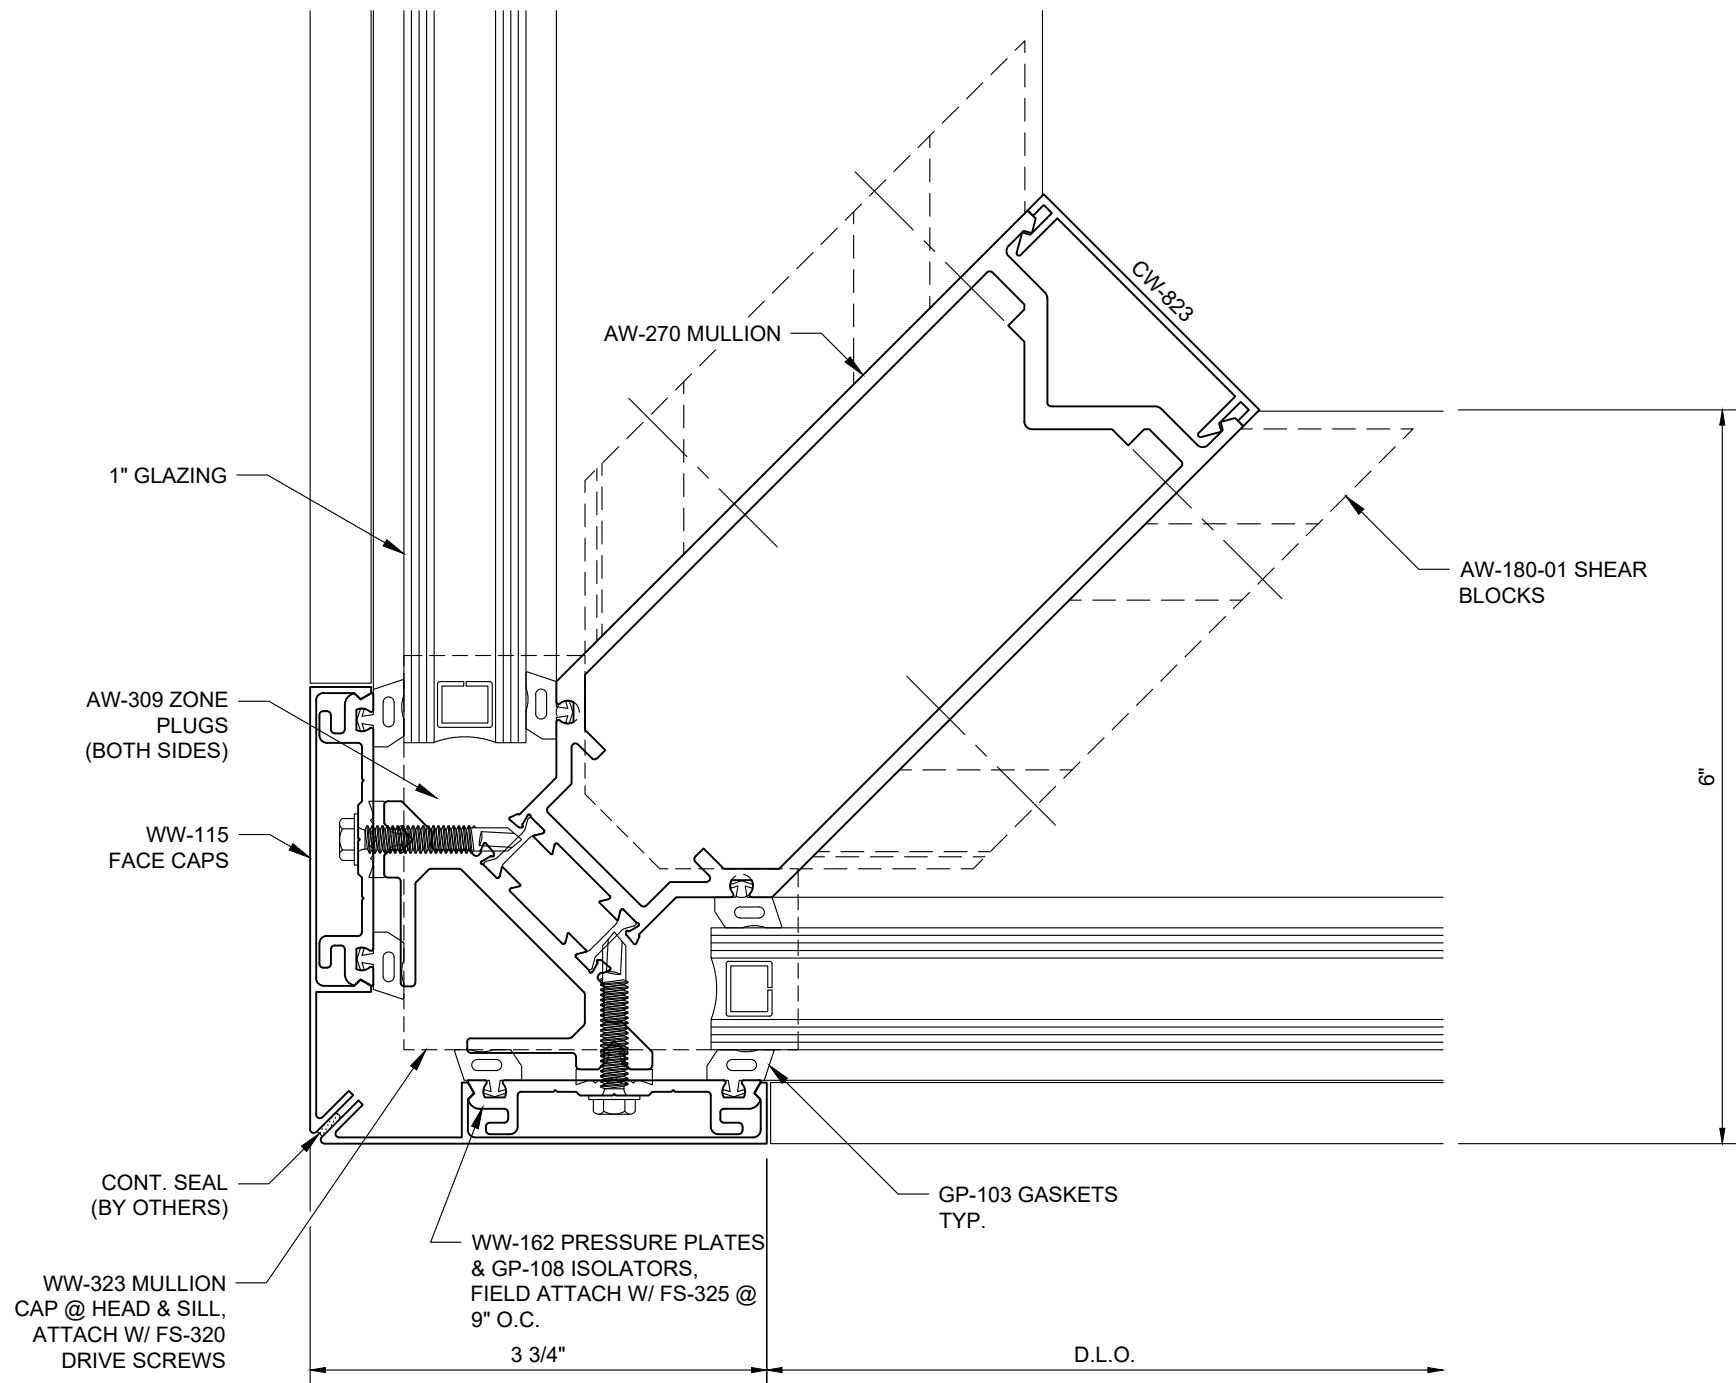 CW-823
AW-270 MULLION
1" GLAZING
AW-180-01 SHEAR
BLOCKS
AW-309 ZONE
PLUGS
(BOTH SIDES)
6"
WW-115
FACE CAPS
CONT. SEAL
(BY OTHERS)
GP-103 GASKETS
TYP.
WW-162 PRESSURE PLATES
& GP-108 ISOLATORS,
FIELD ATTACH W/ FS-325 @
9" O.C.
WW-323 MULLION
CAP @ HEAD & SILL,
ATTACH W/ FS-320
DRIVE SCREWS
3 3/4"
D.L.O.